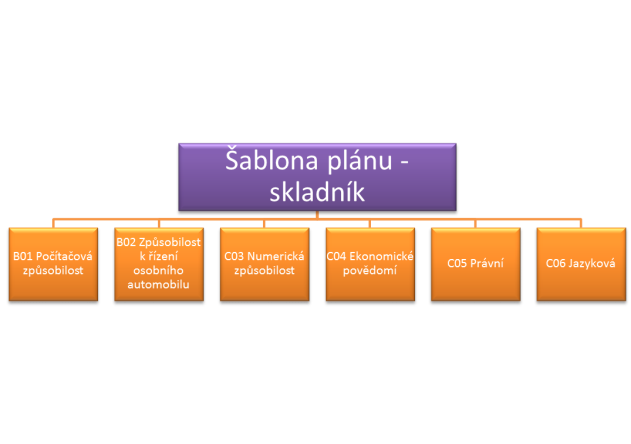 Šablona plánu -
skladník
B01 Počítačová
způsobilost
B02 Způsobilost
k řízení
osobního
automobilu
C03 Numerická
způsobilost
C04 Ekonomické
povědomí
C05 Právní
C06 Jazyková